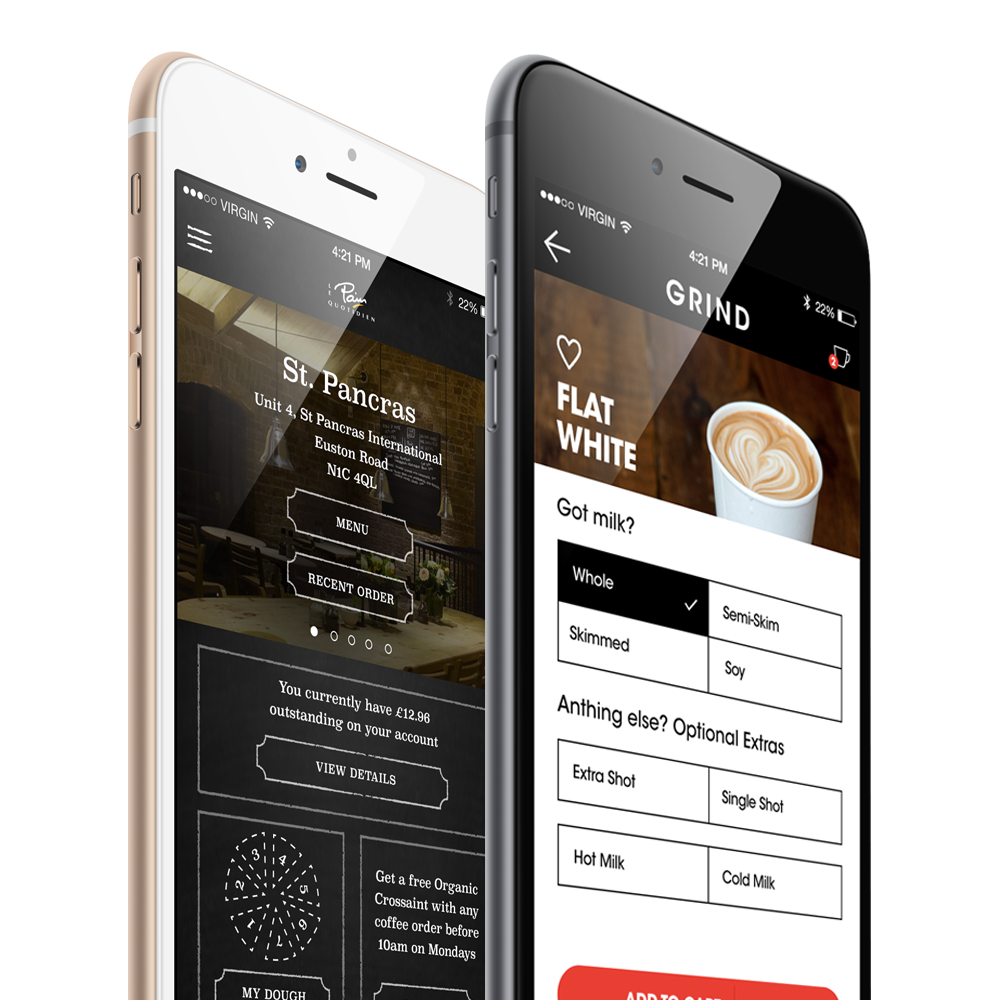 VIRGIN
4:21 PM
22%
LE
Pain
QUOTIDIEN
St. Pancras
Unit 4, St Pancras International
Euston Road
N1C 4QL
MENU
RECENT ORDER
You currently have £12.96
outstanding on your account
VIEW DETAILS
1
2
3
4
5
6
7
MY DOUGH
Get a free Organic
Crossaint with any
coffee order before
10am on Mondays
VIRGIN
4:21 PM
22%
GRIND
2
FLAT
WHITE
Got milk?
Whole
Semi-Skim
Skimmed
Soy
Anthing else? Optional Extras
Extra Shot
Single Shot
Hot Milk
Cold Milk
ADD TO CART